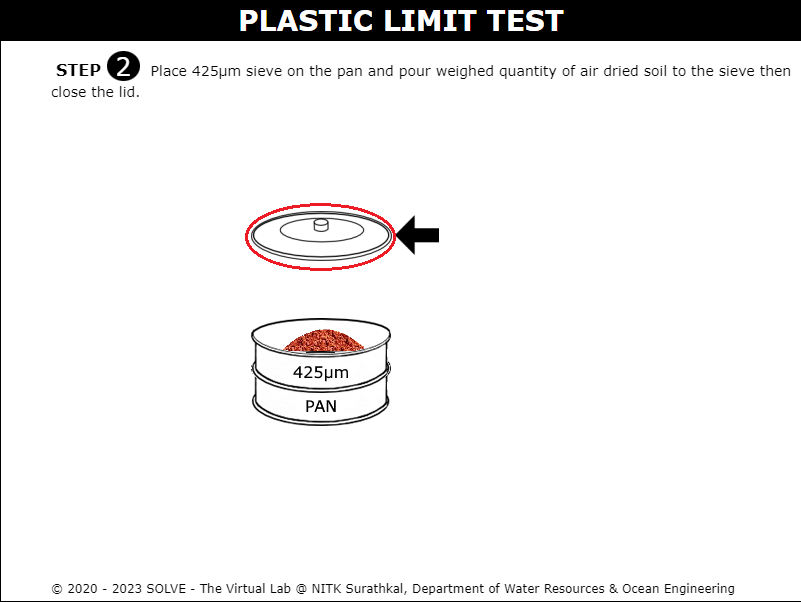 PLASTIC LIMIT TEST
STEP 2 Place 425μm sieve on the pan and pour weighed quantity of air dried soil to the sieve then
close the lid.
425μm
PAN
© 2020 - 2023 SOLVE - The Virtual Lab @ NITK Surathkal, Department of Water Resources & Ocean Engineering